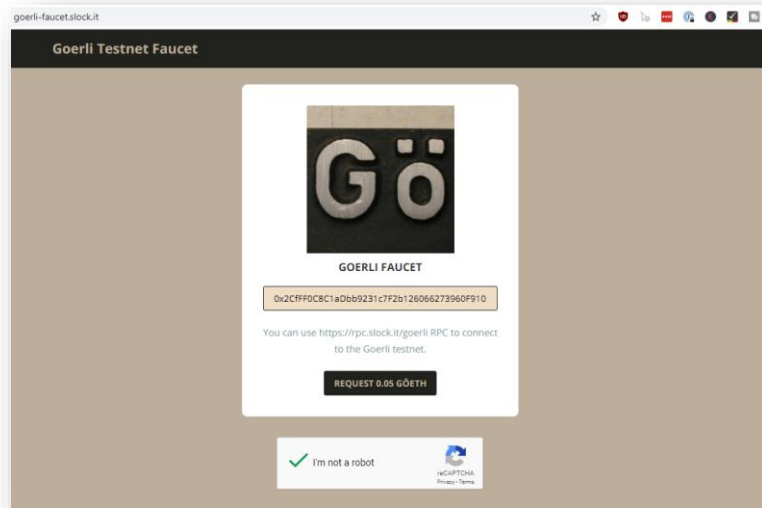 goerli-faucet.slock.it
Goerli Testnet Faucet
Gö
GOERLI FAUCET
0x2CfFF0C8C1aDbb9231c7F2b126066273960F910
You can use https://rpc.slock.it/goerli RPC to connect
to the Goerli testnet.
REQUEST 0.05 GÖETH
I'm not a robot
reCAPTCHA
Privacy - Terms